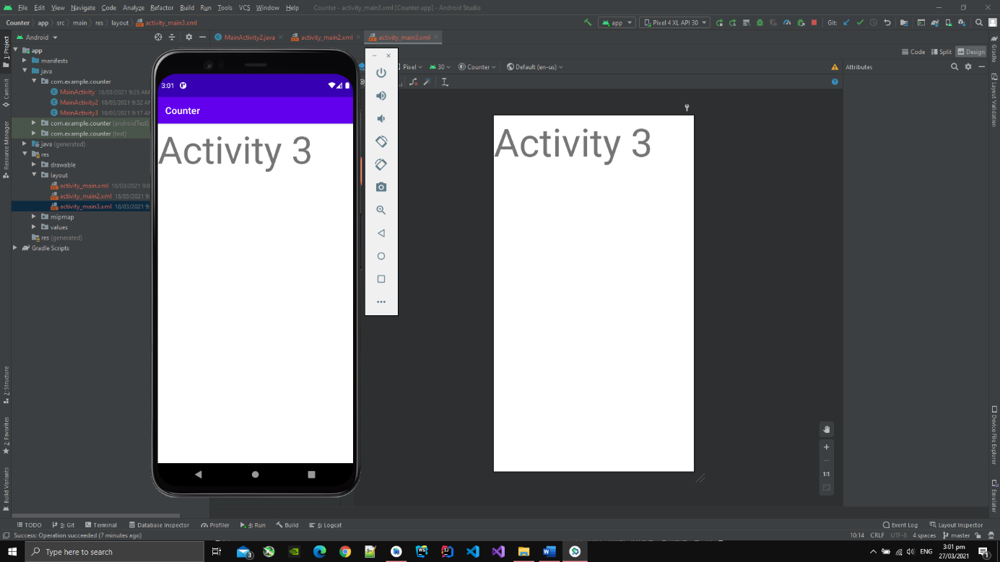 File Edit View Navigate Code Analyze Refactor Build Run Tools VCS Window Help Counter - activity_main3.xml [Counter.app] - Android Studio
Counter app src main res layout activity_main3.xml
app Pixel 4 XL API 30 Git:
1: Project
Android
MainActivity2.java activity_main2.xml activity_main3.xml
app
manifests
java
com.example.counter
MainActivity 18/03/2021 9:25 AM
MainActivity2 18/03/2021 9:32 AM
MainActivity3 18/03/2021 9:17 AM
com.example.counter (androidTest)
com.example.counter (test)
java (generated)
res
drawable
layout
activity_main.xml 18/03/2021 9:0
activity_main2.xml 18/03/2021 9:
activity_main3.xml 18/03/2021 9:
mipmap
values
res (generated)
Gradle Scripts
Commit
Resource Manager
7: Structure
2: Favorites
Build Variants
3:01
Counter
Activity 3
Code Split Design
Pixel 30 Counter Default (en-us)
Attributes
Activity 3
1:1
Gradle
Layout Validation
Device File Explorer
Emulator
TODO 9: Git Terminal Database Inspector Profiler 4: Run Build 6: Logcat Event Log Layout Inspector
Success: Operation succeeded (7 minutes ago) 10:14 CRLF UTF-8 4 spaces master
Type here to search 3 ENG 3:01 pm
27/03/2021 1